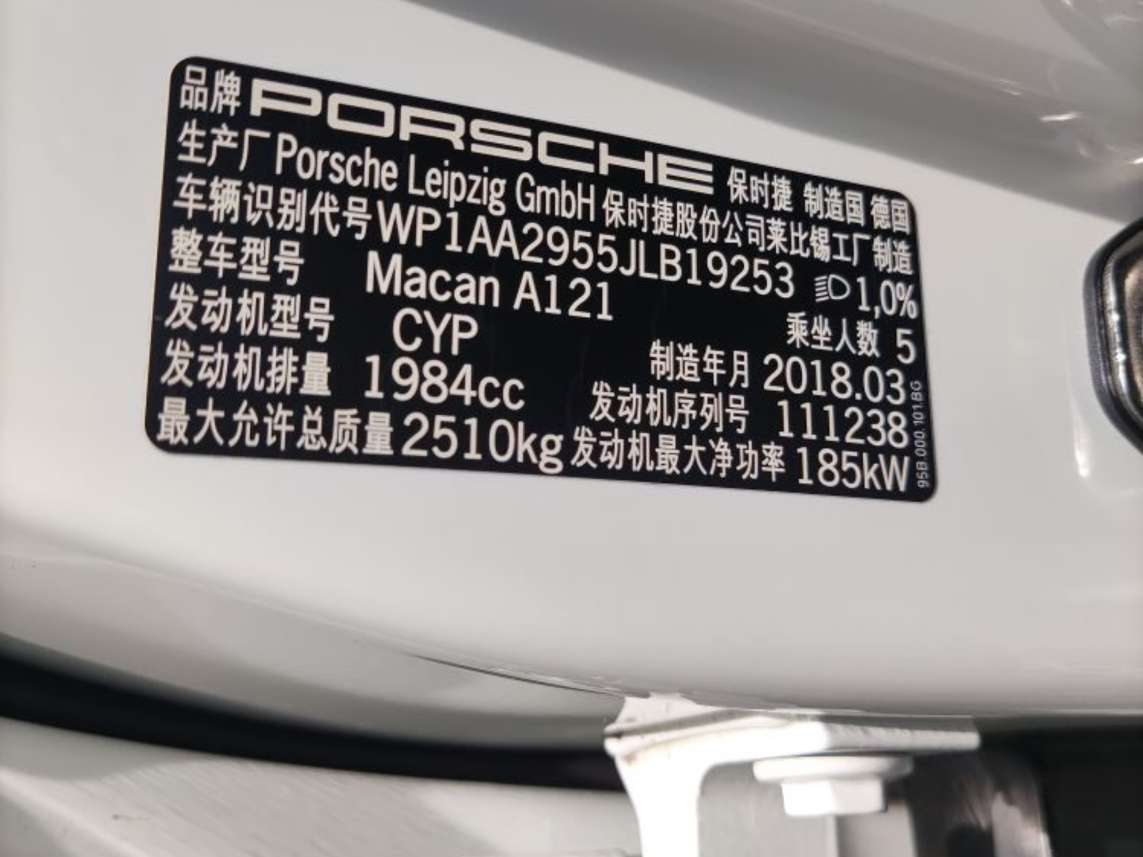 品牌 PORSCHE 保时捷 制造国 德国
生产厂 Porsche Leipzig GmbH 保时捷股份公司莱比锡工厂制造
车辆识别代号 WP1AA2955JLB19253 1,0%
整车型号 Macan A121 乘坐人数 5
发动机型号 CYP 制造年月 2018.03
发动机排量 1984cc 发动机序列号 111238
最大允许总质量 2510kg 发动机最大净功率 185kW
95B.000.101.BG